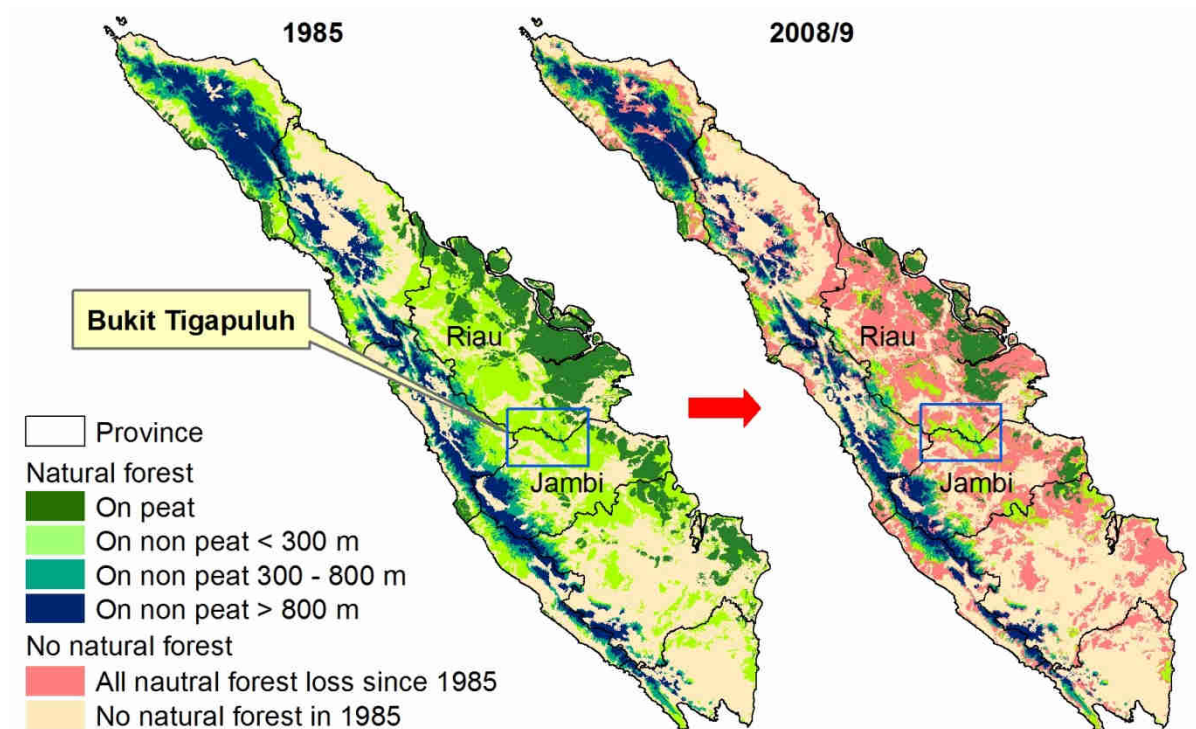 1985
2008/9
Bukit Tigapuluh
Riau
Riau
Jambi
Jambi
Province
Natural forest
On peat
On non peat < 300 m
On non peat 300 - 800 m
On non peat > 800 m
No natural forest
All nautral forest loss since 1985
No natural forest in 1985